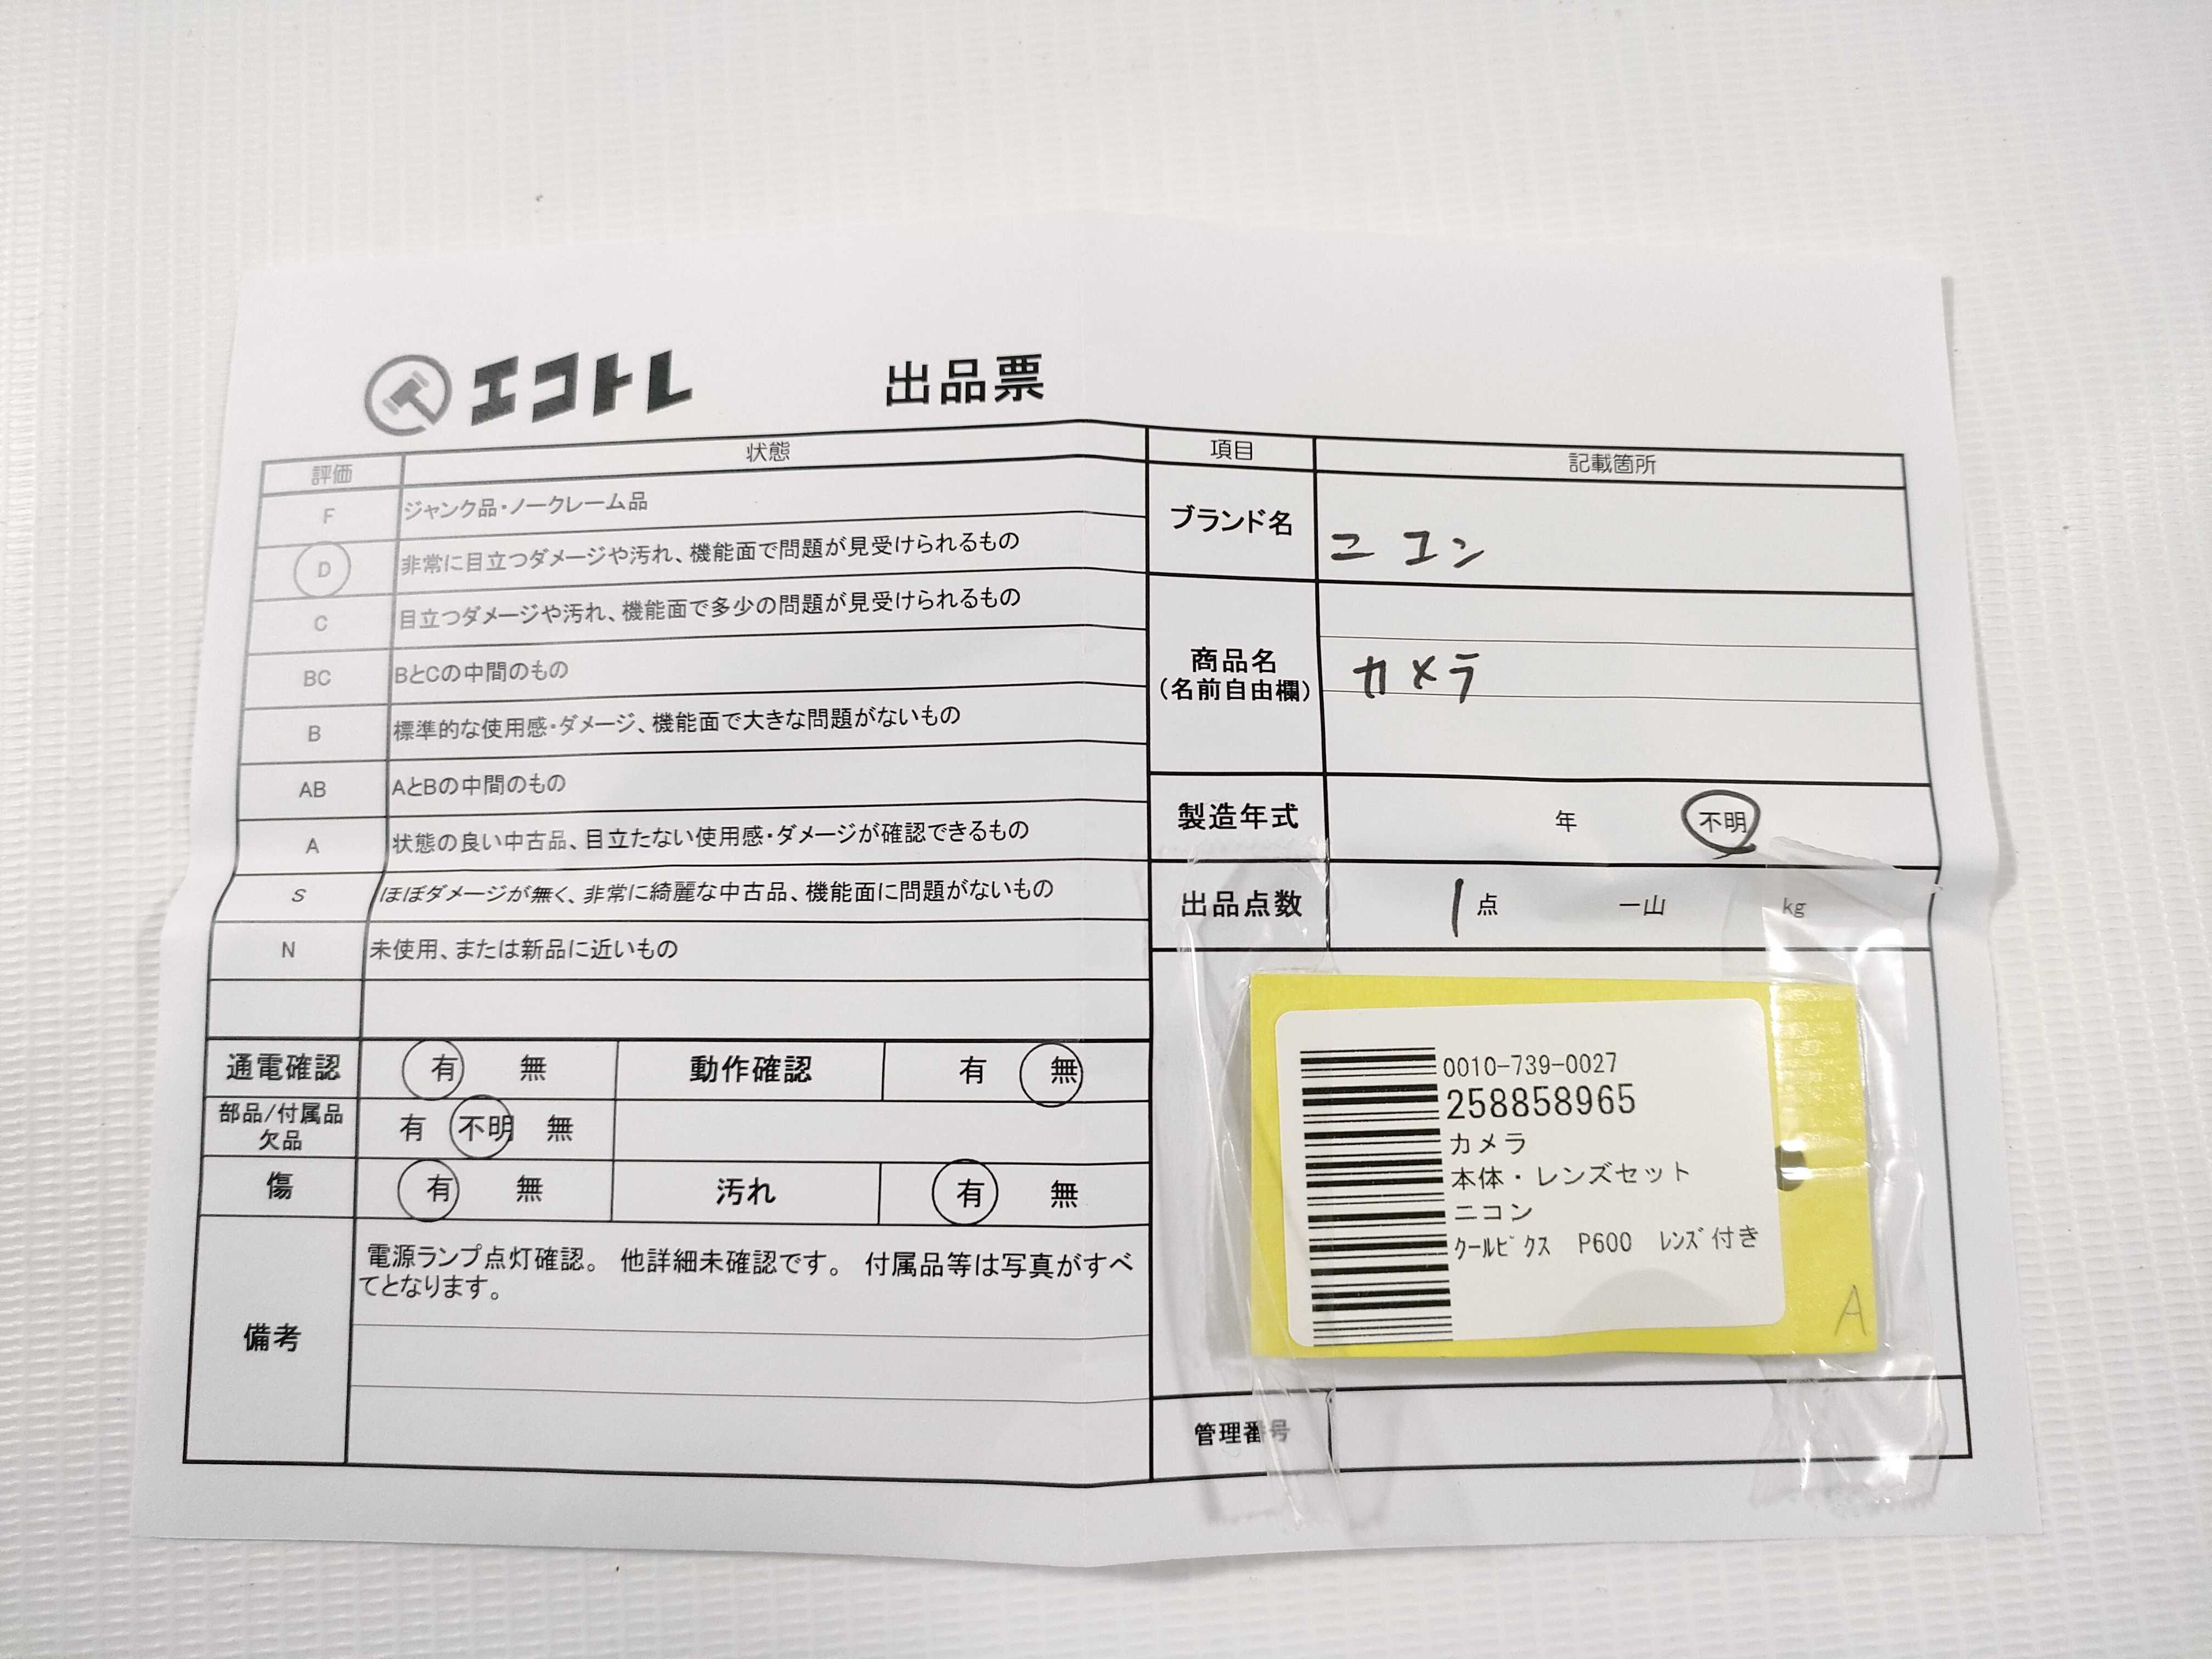 エコトレ
出品票
評価 状態
F ジャンク品・ノークレーム品
D 非常に目立つダメージや汚れ、機能面で問題が見受けられるもの
C 目立つダメージや汚れ、機能面で多少の問題が見受けられるもの
BC BとCの中間のもの
B 標準的な使用感・ダメージ、機能面で大きな問題がないもの
AB AとBの中間のもの
A 状態の良い中古品、目立たない使用感・ダメージが確認できるもの
S ほぼダメージが無く、非常に綺麗な中古品、機能面に問題がないもの
N 未使用、または新品に近いもの
通電確認 有 無 動作確認 有 無
部品/付属品
欠品
有 不明 無
傷 有 無 汚れ 有 無
備考
電源ランプ点灯確認。 他詳細未確認です。 付属品等は写真がすべ
てとなります。
項目 記載箇所
ブランド名 ニコン
商品名
(名前自由欄)
カメラ
製造年式 年 不明
出品点数 1点 一山 kg
0010-739-0027
258858965
カメラ
本体・レンズセット
ニコン
クールピクス P600 レンズ付き
A
管理番号